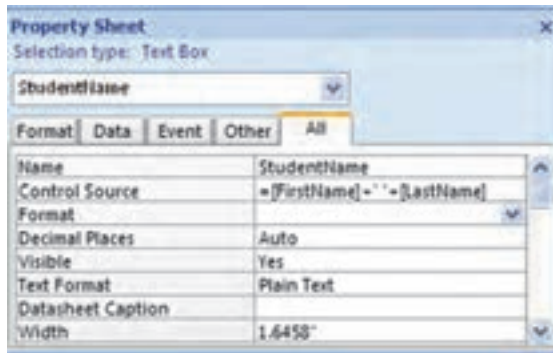 Property Sheet
Selection type: Text Box
StudentName
Format Data Event Other All
Name StudentName
Control Source =[FirstName]+' '+[LastName]
Format
Decimal Places Auto
Visible Yes
Text Format Plain Text
Datasheet Caption
Width 1.6458"